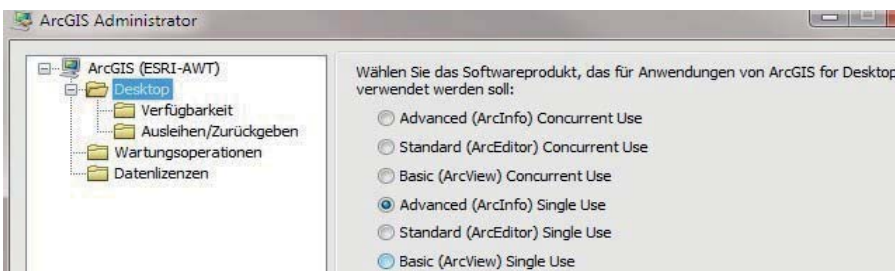 ArcGIS Administrator
ArcGIS (ESRI-AWT)
Desktop
Verfügbarkeit
Ausleihen/Zurückgeben
Wartungsoperationen
Datenlizenzen
Wählen Sie das Softwareprodukt, das für Anwendungen von ArcGIS for Desktop
verwendet werden soll:
Advanced (ArcInfo) Concurrent Use
Standard (ArcEditor) Concurrent Use
Basic (ArcView) Concurrent Use
Advanced (ArcInfo) Single Use
Standard (ArcEditor) Single Use
Basic (ArcView) Single Use